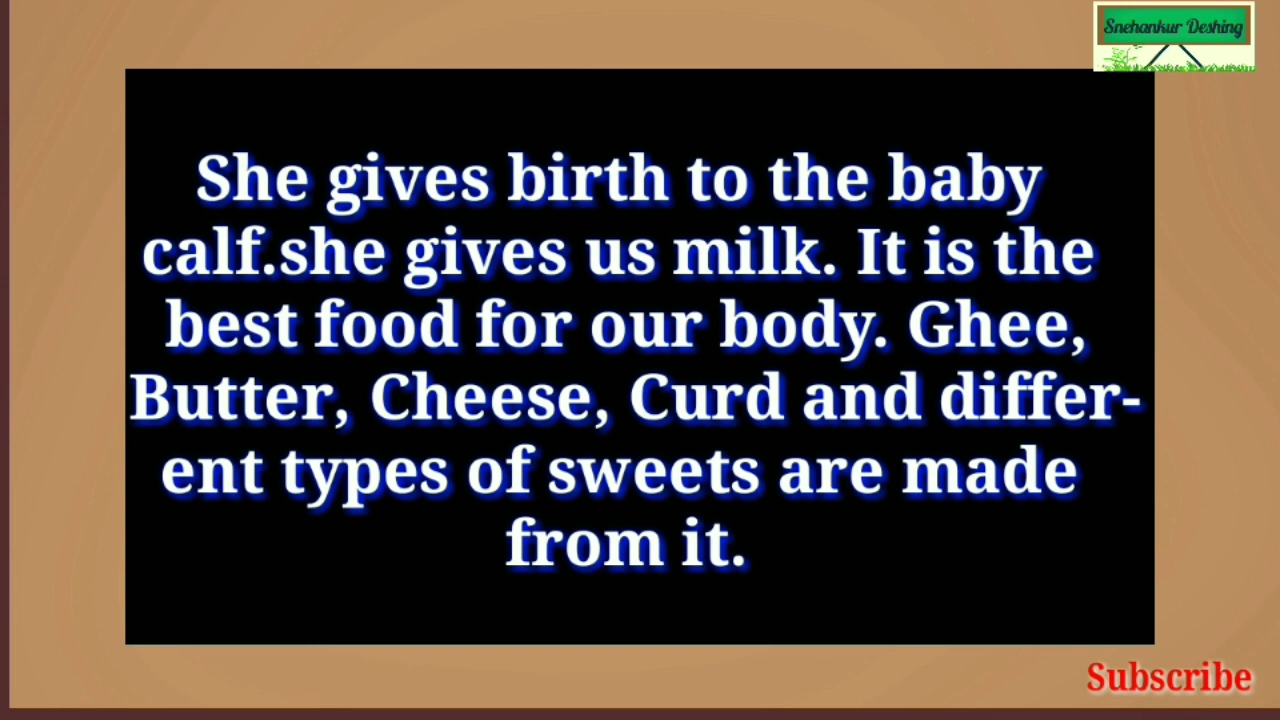 Snehankur Deshing
She gives birth to the baby
calf.she gives us milk. It is the
best food for our body. Ghee,
Butter, Cheese, Curd and differ-
ent types of sweets are made
from it.
Subscribe